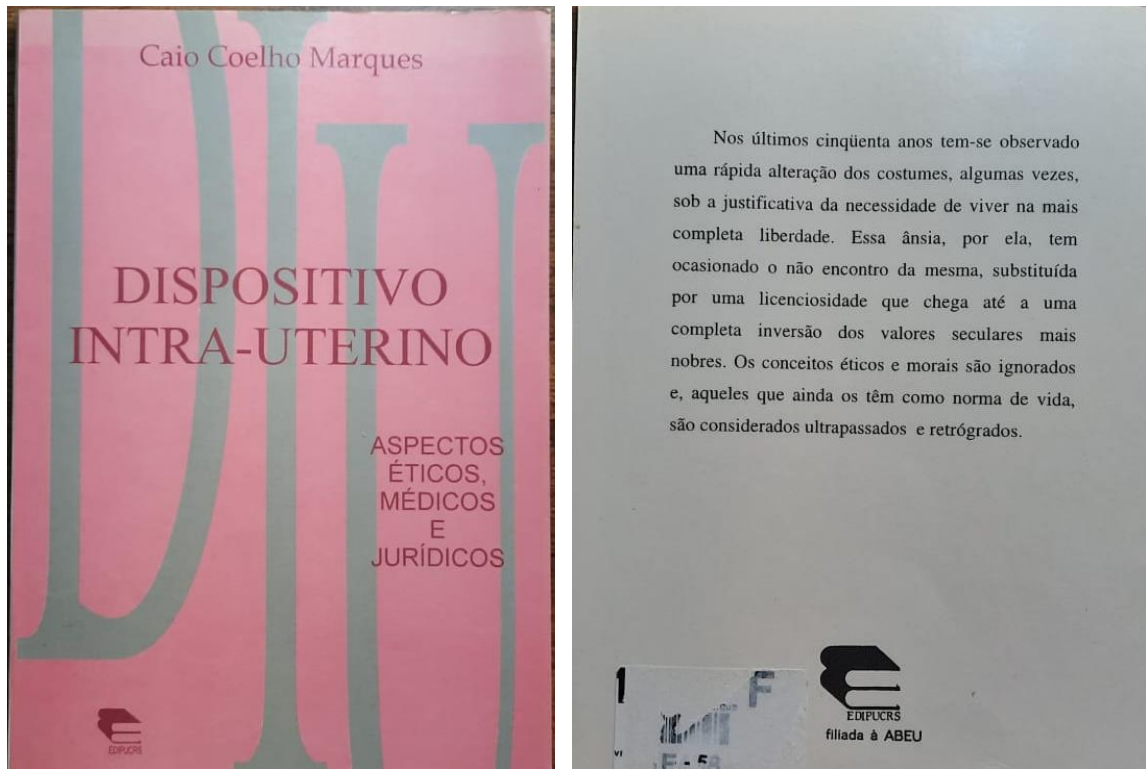 Caio Coelho Marques
DIU
DISPOSITIVO
INTRA-UTERINO
ASPECTOS
ÉTICOS,
MÉDICOS
E
JURÍDICOS
EDIPUCRS
Nos últimos cinqüenta anos tem-se observado
uma rápida alteração dos costumes, algumas vezes,
sob a justificativa da necessidade de viver na mais
completa liberdade. Essa ânsia, por ela, tem
ocasionado o não encontro da mesma, substituída
por uma licenciosidade que chega até a uma
completa inversão dos valores seculares mais
nobres. Os conceitos éticos e morais são ignorados
e, aqueles que ainda os têm como norma de vida,
são considerados ultrapassados e retrógrados.
EDIPUCRS
filiada à ABEU
F